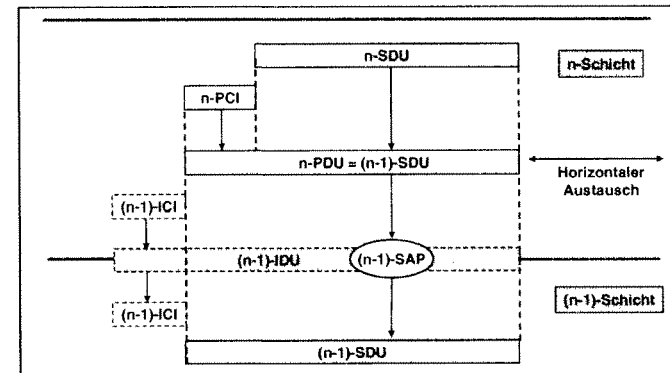 n-SDU
n-Schicht
n-PCI
n-PDU = (n-1)-SDU
Horizontaler
Austausch
(n-1)-ICI
(n-1)-IDU
(n-1)-SAP
(n-1)-ICI
(n-1)-Schicht
(n-1)-SDU